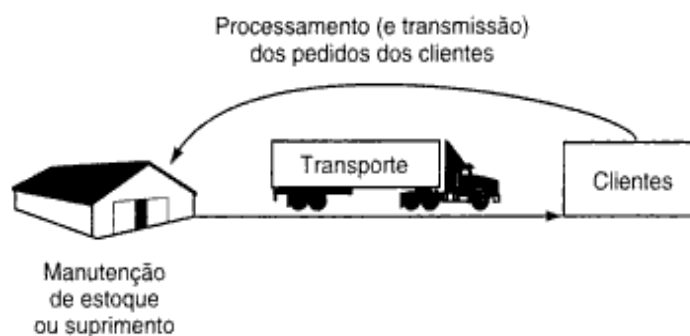 Processamento (e transmissão)
dos pedidos dos clientes
Transporte
Clientes
Manutenção
de estoque
ou suprimento